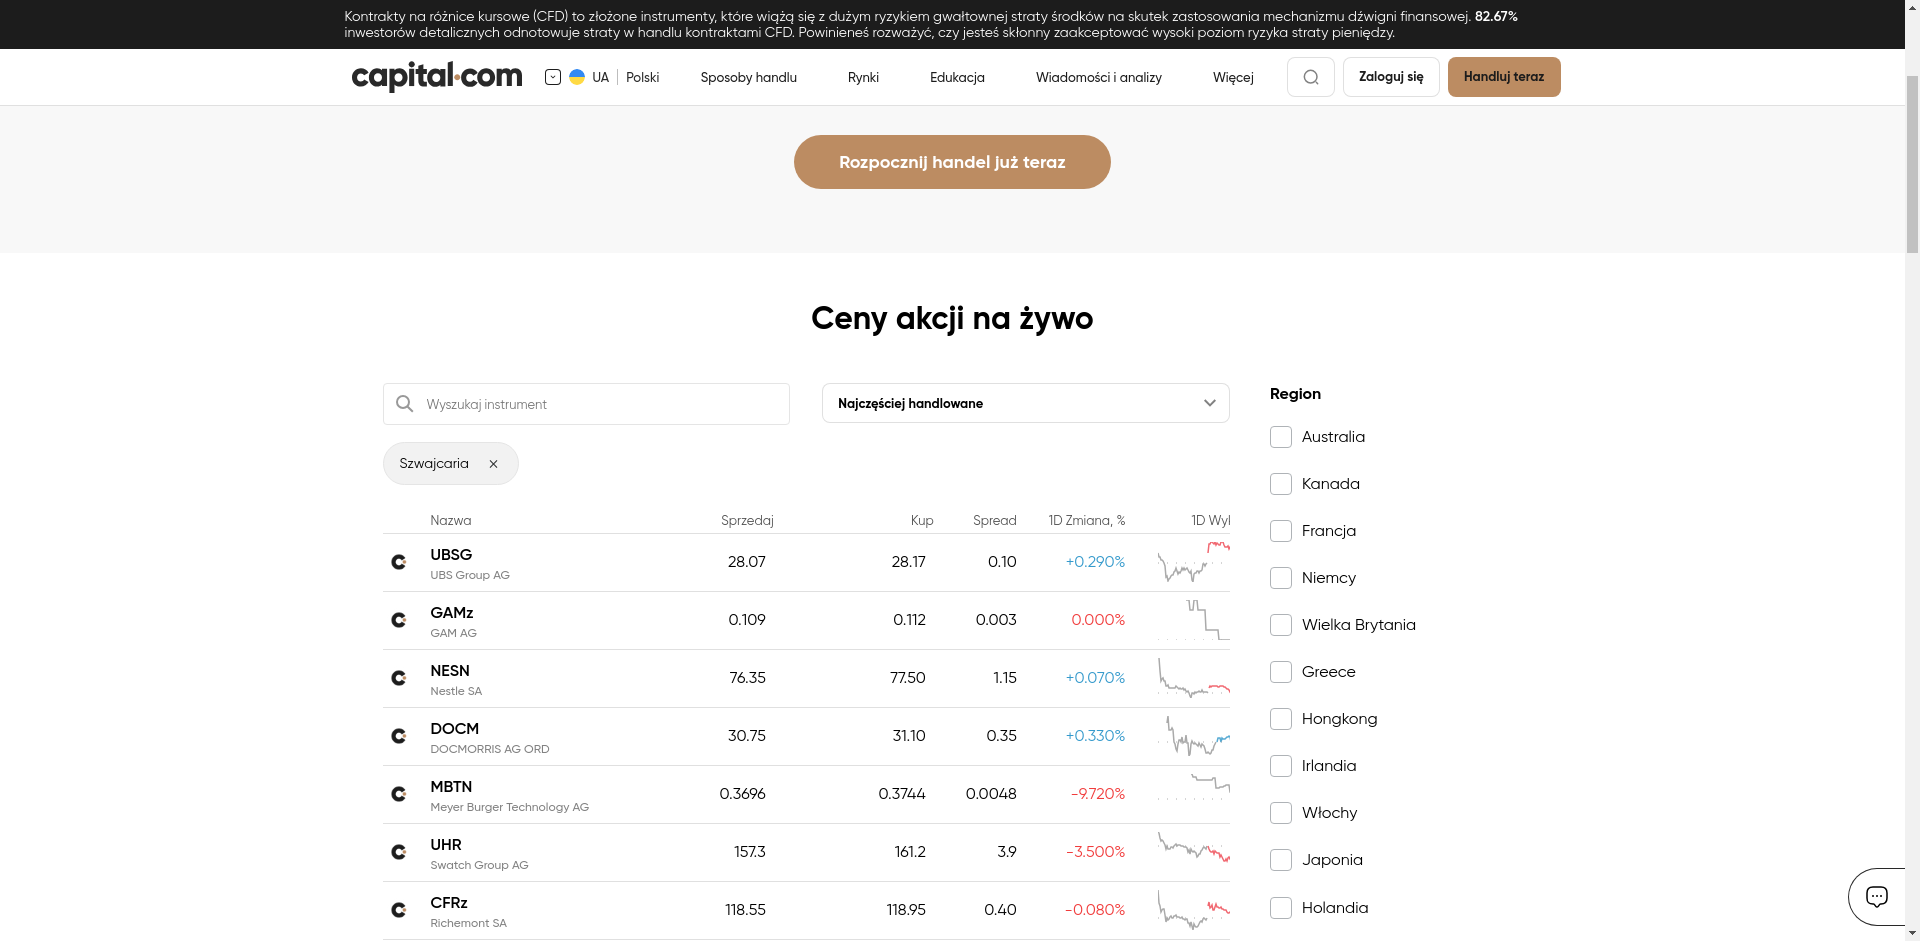 Kontrakty na różnice kursowe (CFD) to złożone instrumenty, które wiążą się z dużym ryzykiem gwałtownej straty środków na skutek zastosowania mechanizmu dźwigni finansowej. 82.67%
inwestorów detalicznych odnotowuje straty w handlu kontraktami CFD. Powinieneś rozważyć, czy jesteś skłonny zaakceptować wysoki poziom ryzyka straty pieniędzy.
capital.com UA Polski Sposoby handlu Rynki Edukacja Wiadomości i analizy Więcej Zaloguj się Handluj teraz
Rozpocznij handel już teraz
Ceny akcji na żywo
Wyszukaj instrument
Najczęściej handlowane
Szwajcaria
Nazwa Sprzedaj Kup Spread 1D Zmiana, % 1D Wyl
UBSG 28.07 28.17 0.10 +0.290%
UBS Group AG
GAMz 0.109 0.112 0.003 0.000%
GAM AG
NESN 76.35 77.50 1.15 +0.070%
Nestle SA
DOCM 30.75 31.10 0.35 +0.330%
DOCMORRIS AG ORD
MBTN 0.3696 0.3744 0.0048 -9.720%
Meyer Burger Technology AG
UHR 157.3 161.2 3.9 -3.500%
Swatch Group AG
CFRz 118.55 118.95 0.40 -0.080%
Richemont SA
Region
Australia
Kanada
Francja
Niemcy
Wielka Brytania
Greece
Hongkong
Irlandia
Włochy
Japonia
Holandia